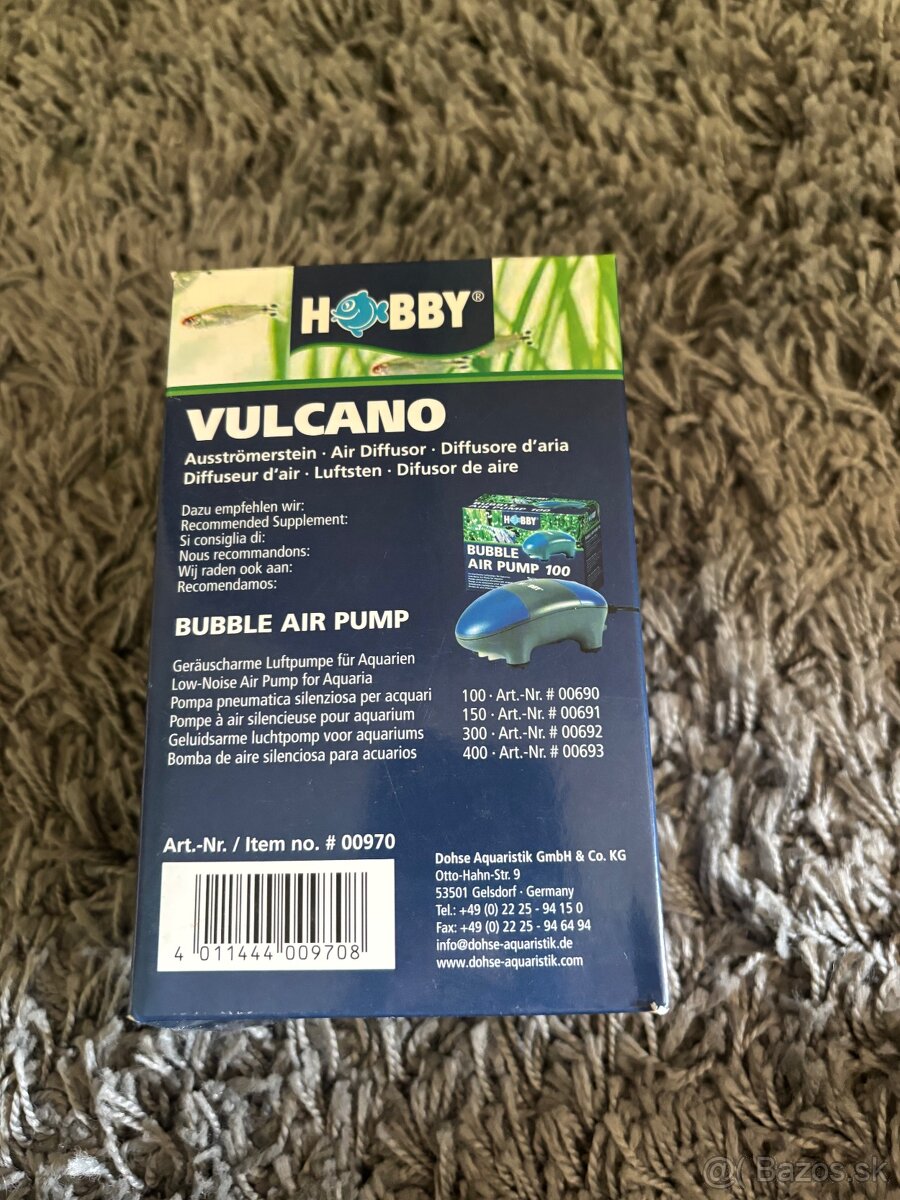 HOBBY®
VULCANO
Ausströmerstein · Air Diffusor · Diffusore d'aria
Diffuseur d'air · Luftsten · Difusor de aire
Dazu empfehlen wir:
Recommended Supplement:
Si consiglia di:
Nous recommandons:
Wij raden ook aan:
Recomendamos:
BUBBLE
AIR PUMP 100
HOBBY
BUBBLE
AIR PUMP 100
BUBBLE AIR PUMP
Geräuscharme Luftpumpe für Aquarien
Low-Noise Air Pump for Aquaria
Pompa pneumatica silenziosa per acquari
Pompe à air silencieuse pour aquarium
Geluidsarme luchtpomp voor aquariums
Bomba de aire silenciosa para acuarios
100 · Art.-Nr. # 00690
150 · Art.-Nr. # 00691
300 · Art.-Nr. # 00692
400 · Art.-Nr. # 00693
Art.-Nr. / Item no. # 00970
4 011444 009708
Dohse Aquaristik GmbH & Co. KG
Otto-Hahn-Str. 9
53501 Gelsdorf · Germany
Tel.: +49 (0) 22 25 - 94 15 0
Fax: +49 (0) 22 25 - 94 64 94
info@dohse-aquaristik.de
www.dohse-aquaristik.com
@( Bazos.sk